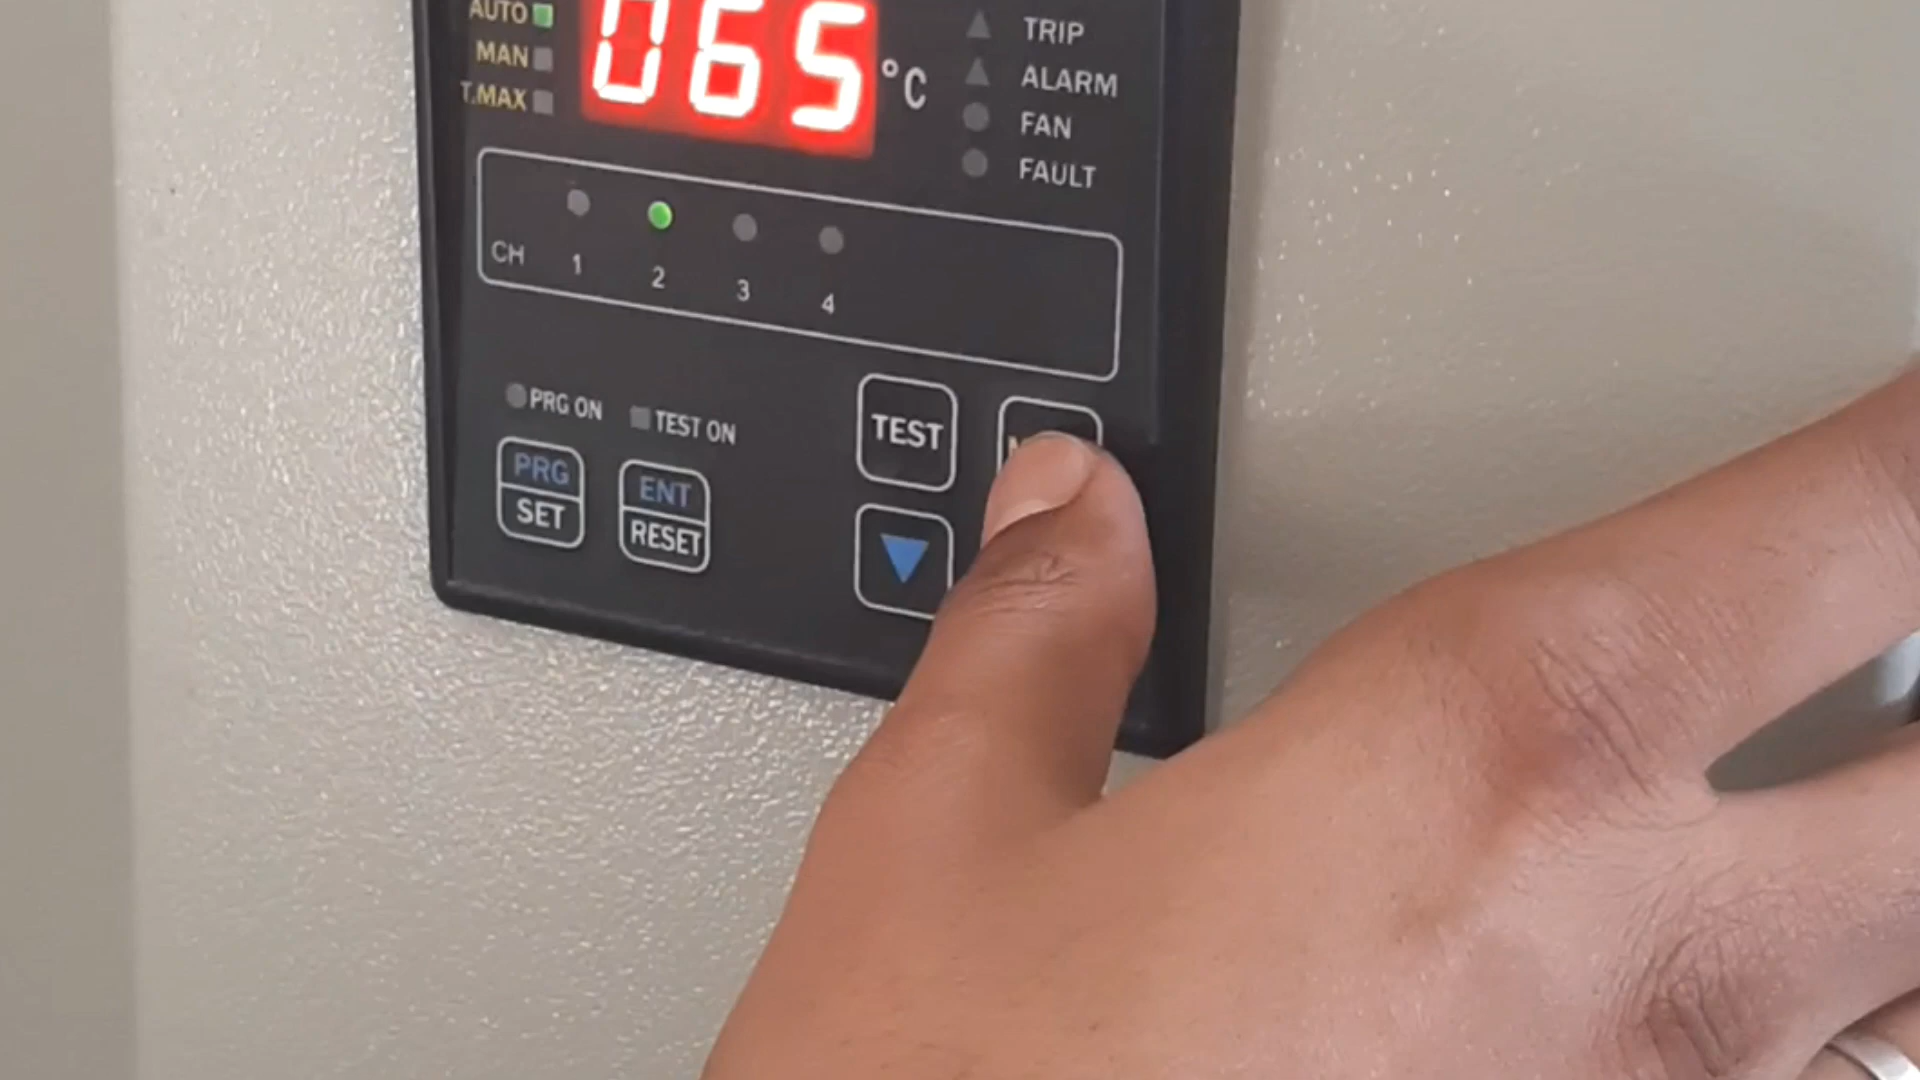 AUTO
MAN
T.MAX
065 °C
TRIP
ALARM
FAN
FAULT
CH 1 2 3 4
PRG ON
TEST ON
PRG
SET
ENT
RESET
TEST